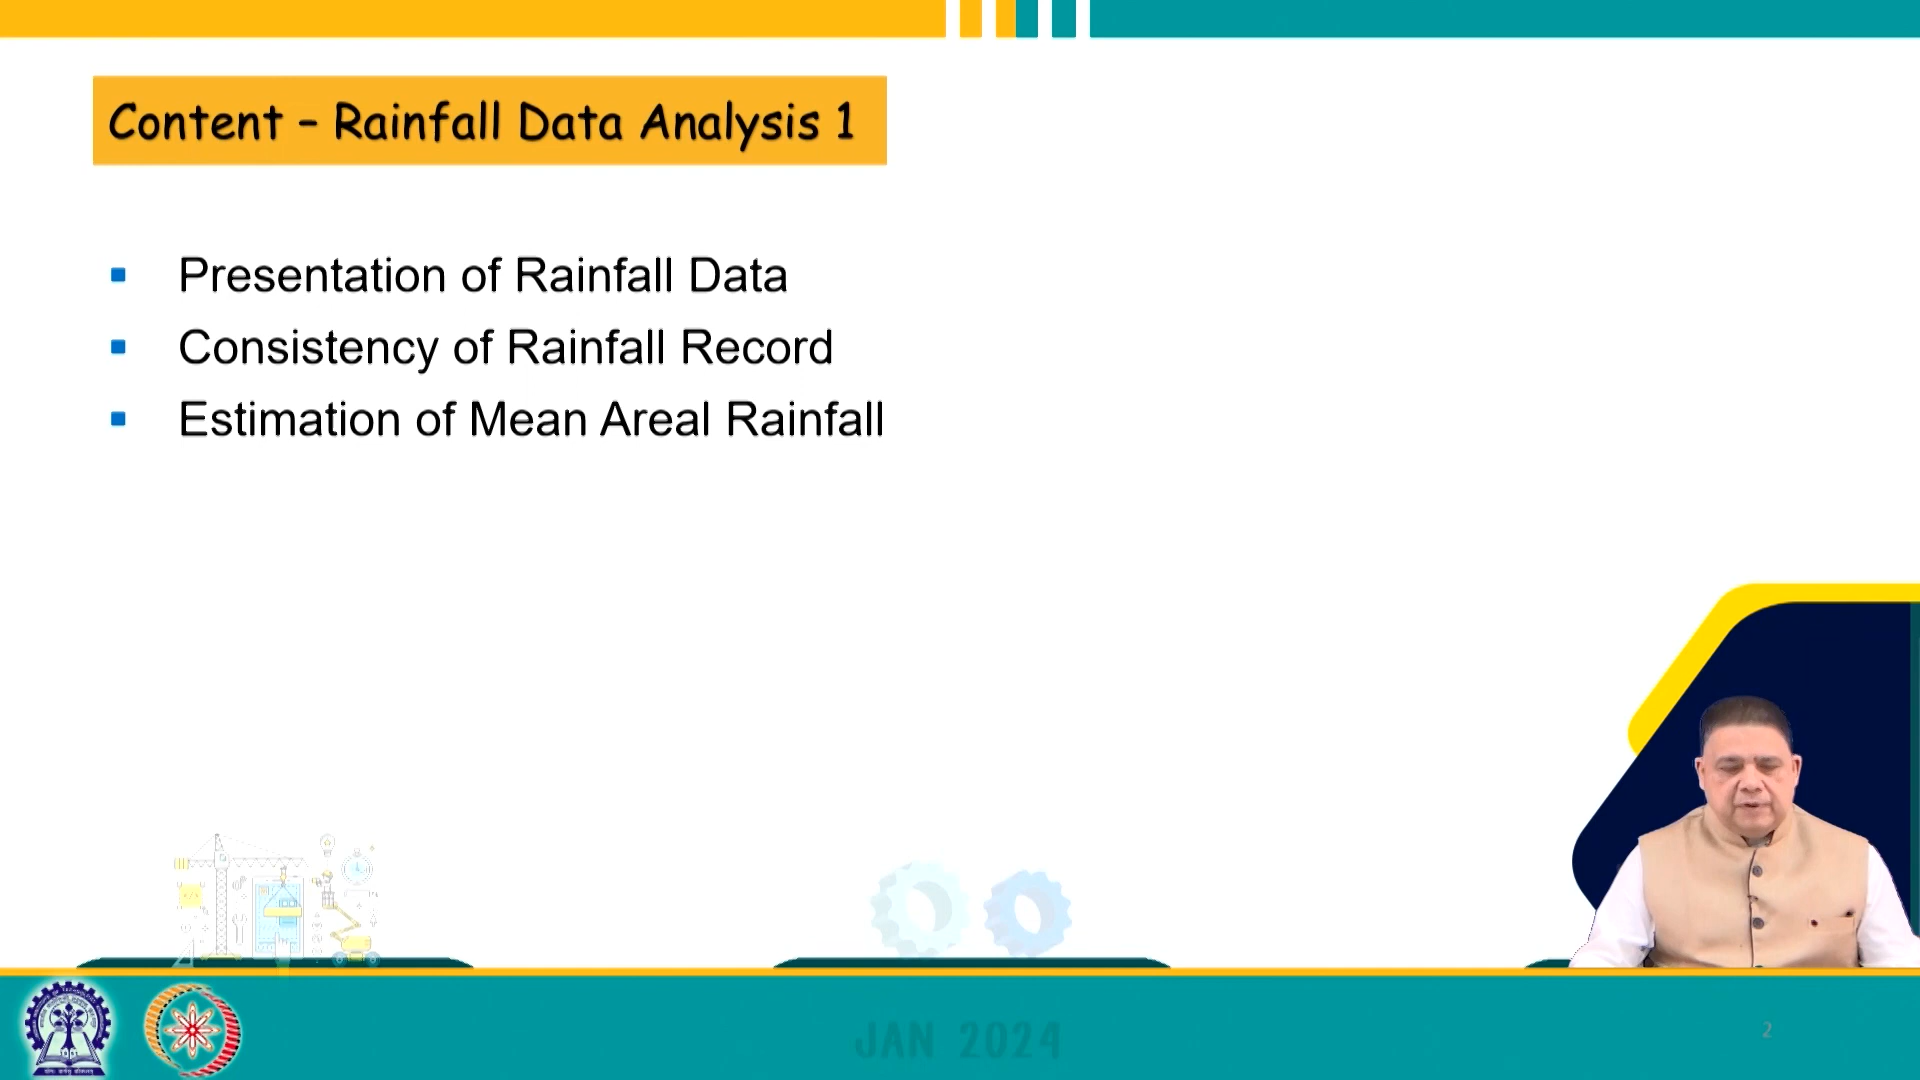 Content – Rainfall Data Analysis 1
Presentation of Rainfall Data
Consistency of Rainfall Record
Estimation of Mean Areal Rainfall
JAN 2024
2